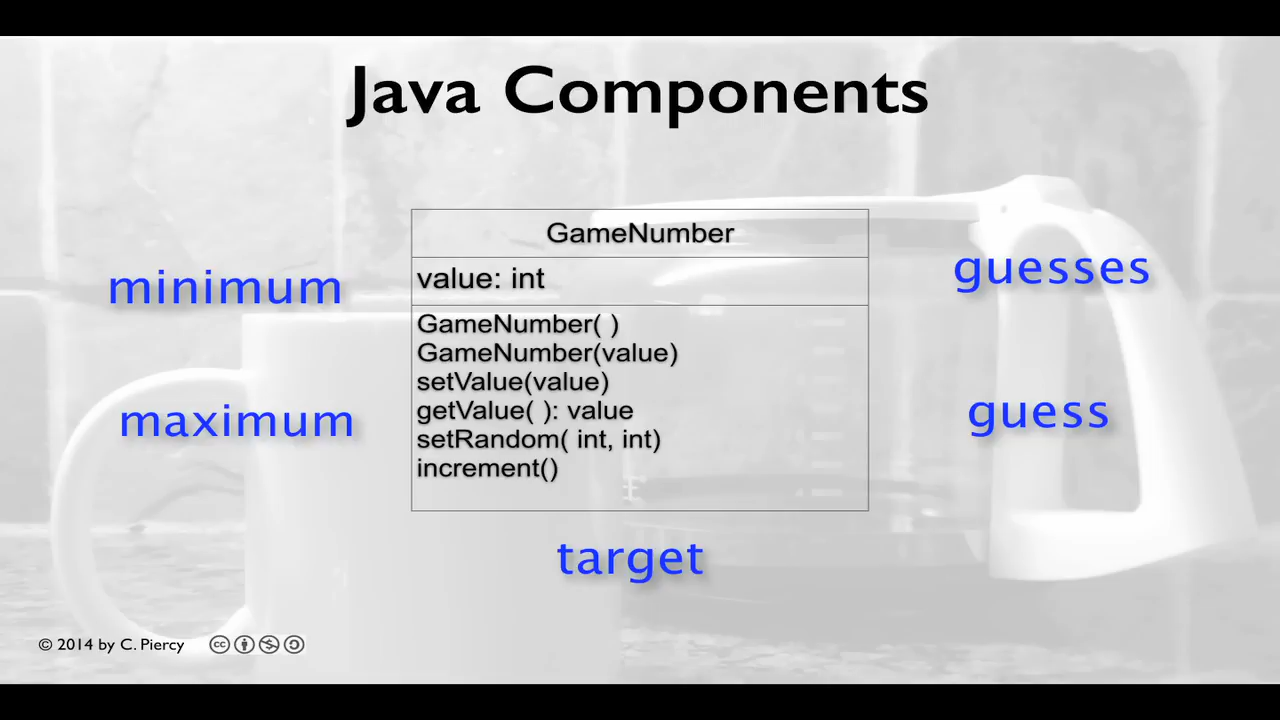 Java Components
minimum
maximum
GameNumber
value: int
GameNumber( )
GameNumber(value)
setValue(value)
getValue( ): value
setRandom( int, int)
increment()
guesses
guess
target
© 2014 by C. Piercy
cc